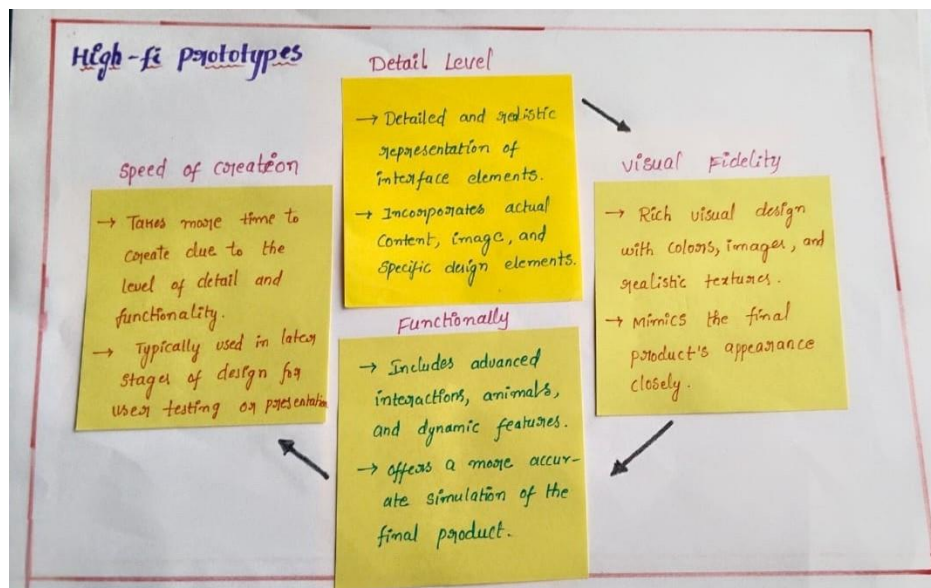 High-fi Prototypes
Detail Level
→ Detailed and realistic
representation of
interface elements.
→ Incorporates actual
Content, image, and
Specific design elements.
Visual Fidelity
→ Rich visual design
with colors, images, and
realistic textures.
→ Mimics the final
product's appearance
closely.
Functionally
→ Includes advanced
interactions, animals,
and dynamic features.
→ offers a more accur-
ate simulation of the
final product.
Speed of Creation
→ Takes more time to
create due to the
level of detail and
functionality.
→ Typically used in later
stages of design for
user testing or presentation